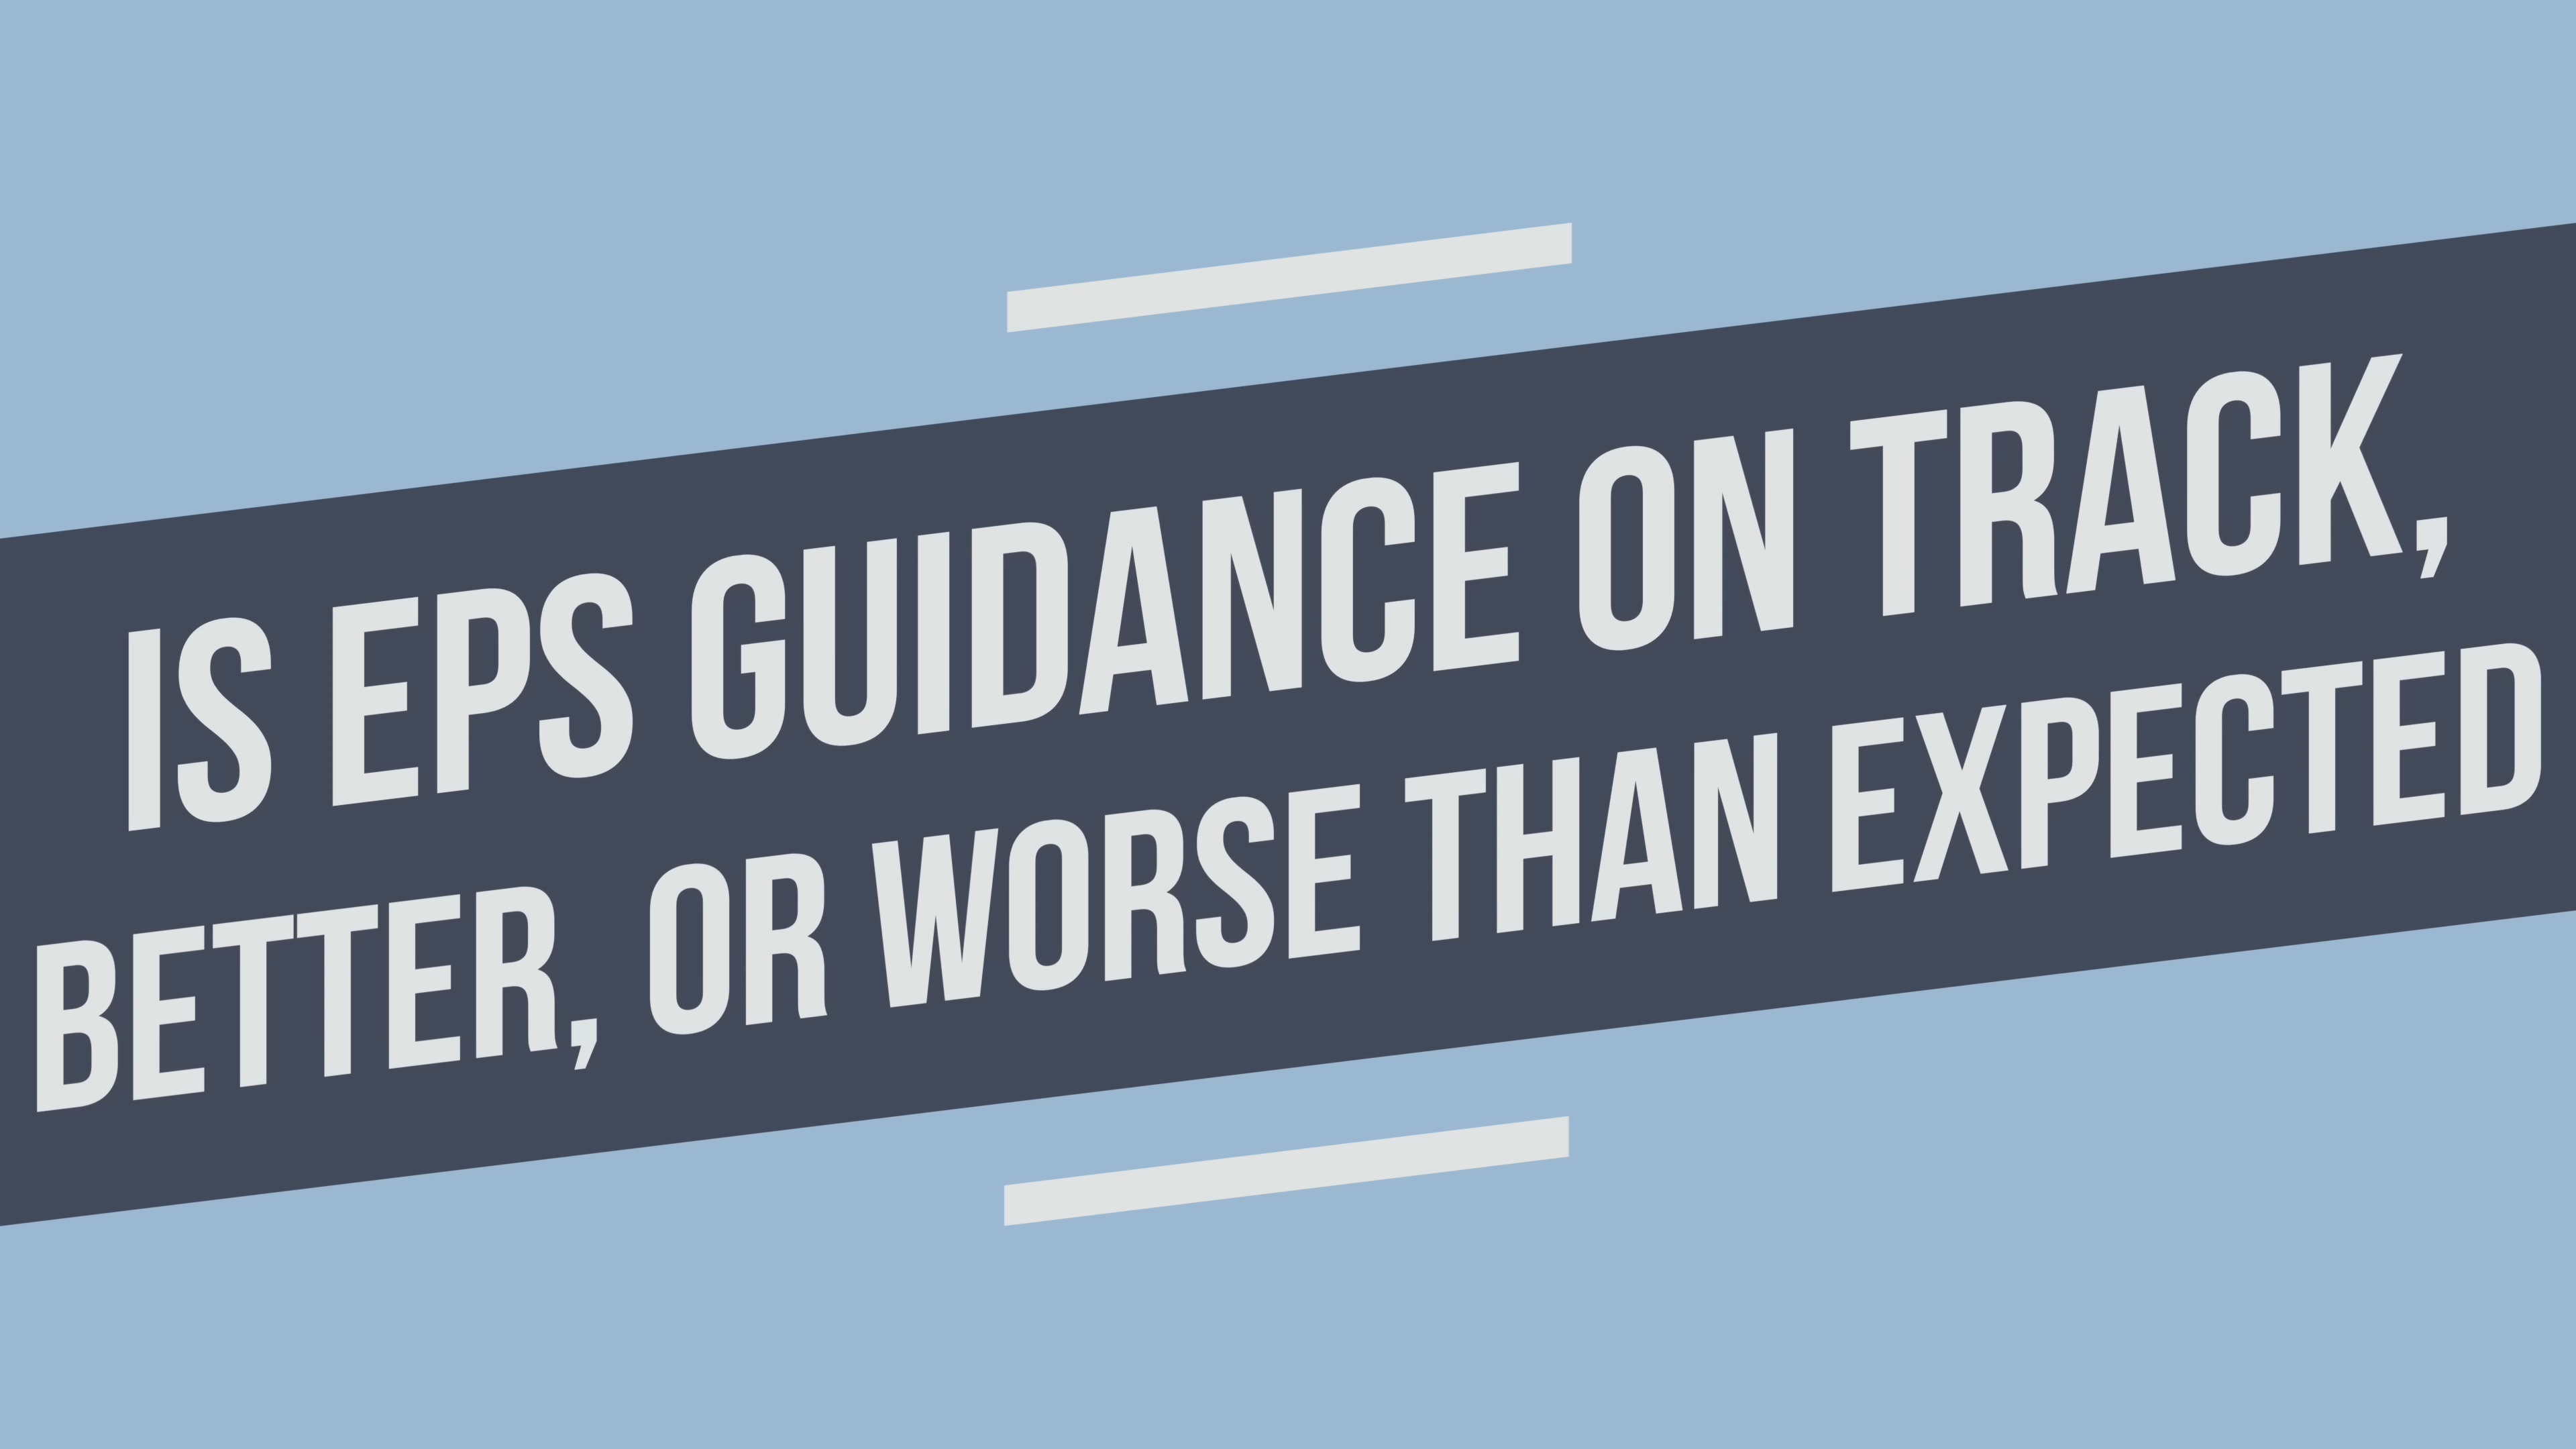 IS EPS GUIDANCE ON TRACK,
BETTER, OR WORSE THAN EXPECTED